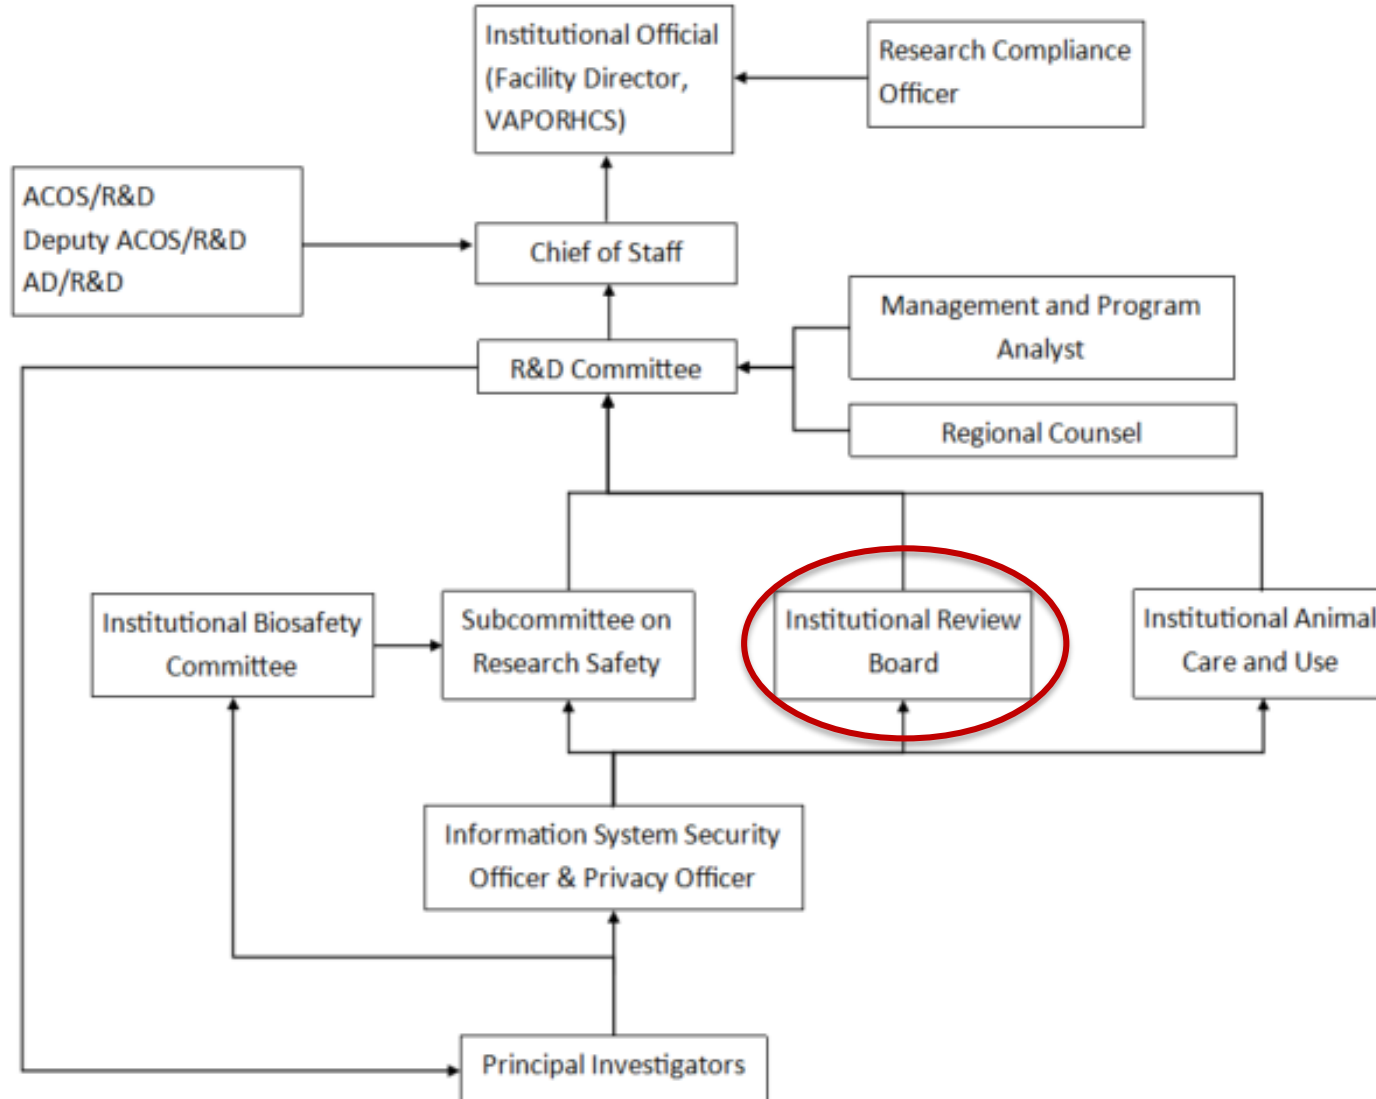 Institutional Official
(Facility Director,
VAPORHCS)
Research Compliance
Officer
ACOS/R&D
Deputy ACOS/R&D
AD/R&D
Chief of Staff
Management and Program
Analyst
R&D Committee
Regional Counsel
Institutional Biosafety
Committee
Subcommittee on
Research Safety
Institutional Review
Board
Institutional Animal
Care and Use
Information System Security
Officer & Privacy Officer
Principal Investigators